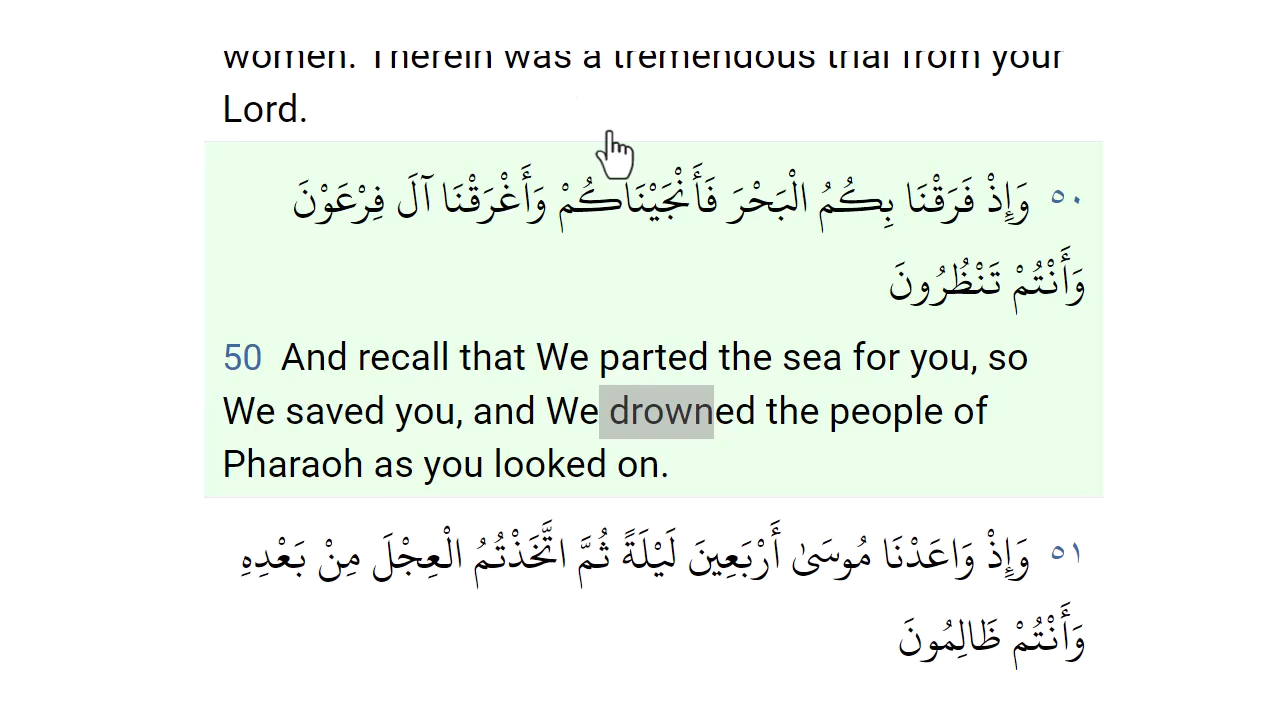 women. Therein was a tremendous trial from your
Lord.
٥٠ وَإِذْ فَرَقْنَا بِكُمُ الْبَحْرَ فَأَنْجَيْنَاكُمْ وَأَغْرَقْنَا آلَ فِرْعَوْنَ
وَأَنْتُمْ تَنْظُرُونَ
50 And recall that We parted the sea for you, so
We saved you, and We drowned the people of
Pharaoh as you looked on.
٥١ وَإِذْ وَاعَدْنَا مُوسَىٰ أَرْبَعِينَ لَيْلَةً ثُمَّ اتَّخَذْتُمُ الْعِجْلَ مِنْ بَعْدِهِ
وَأَنْتُمْ ظَالِمُونَ